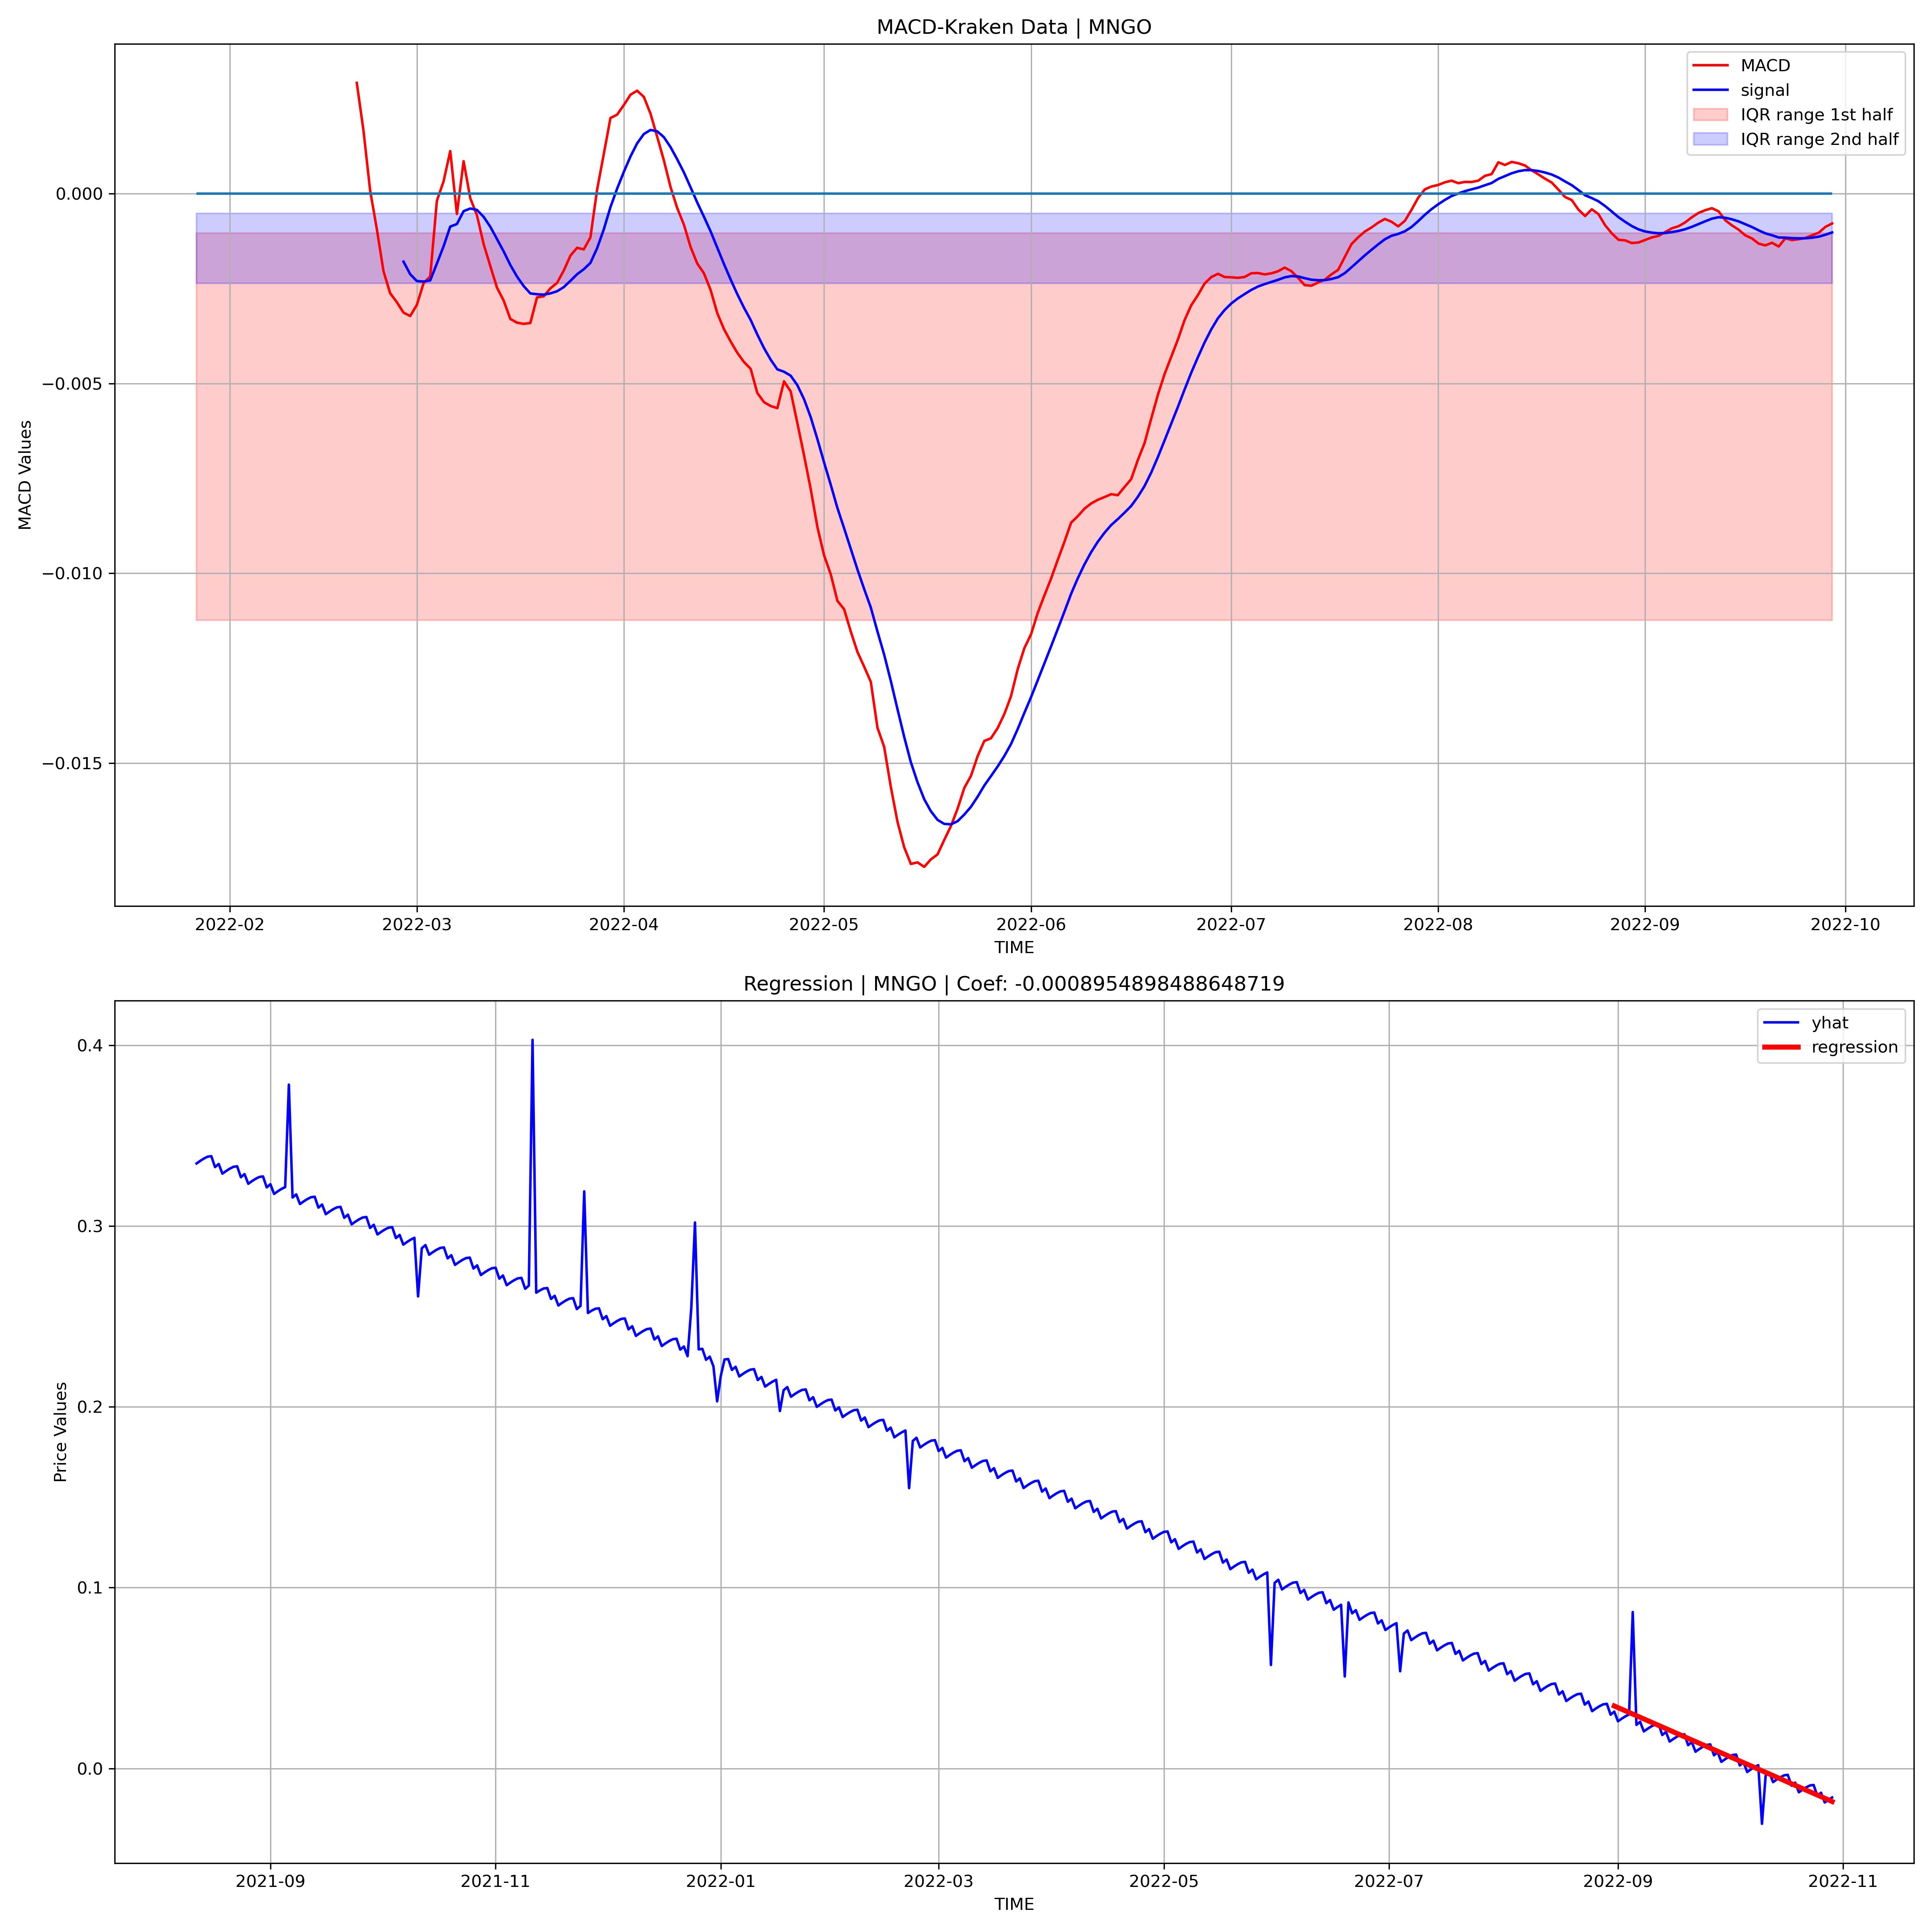 MACD-Kraken Data | MNGO
MACD
signal
IQR range 1st half
IQR range 2nd half
0.000
−0.005
−0.010
−0.015
MACD Values
2022-02 2022-03 2022-04 2022-05 2022-06 2022-07 2022-08 2022-09 2022-10
TIME
Regression | MNGO | Coef: -0.0008954898488648719
yhat
regression
0.4
0.3
0.2
0.1
0.0
Price Values
2021-09 2021-11 2022-01 2022-03 2022-05 2022-07 2022-09 2022-11
TIME